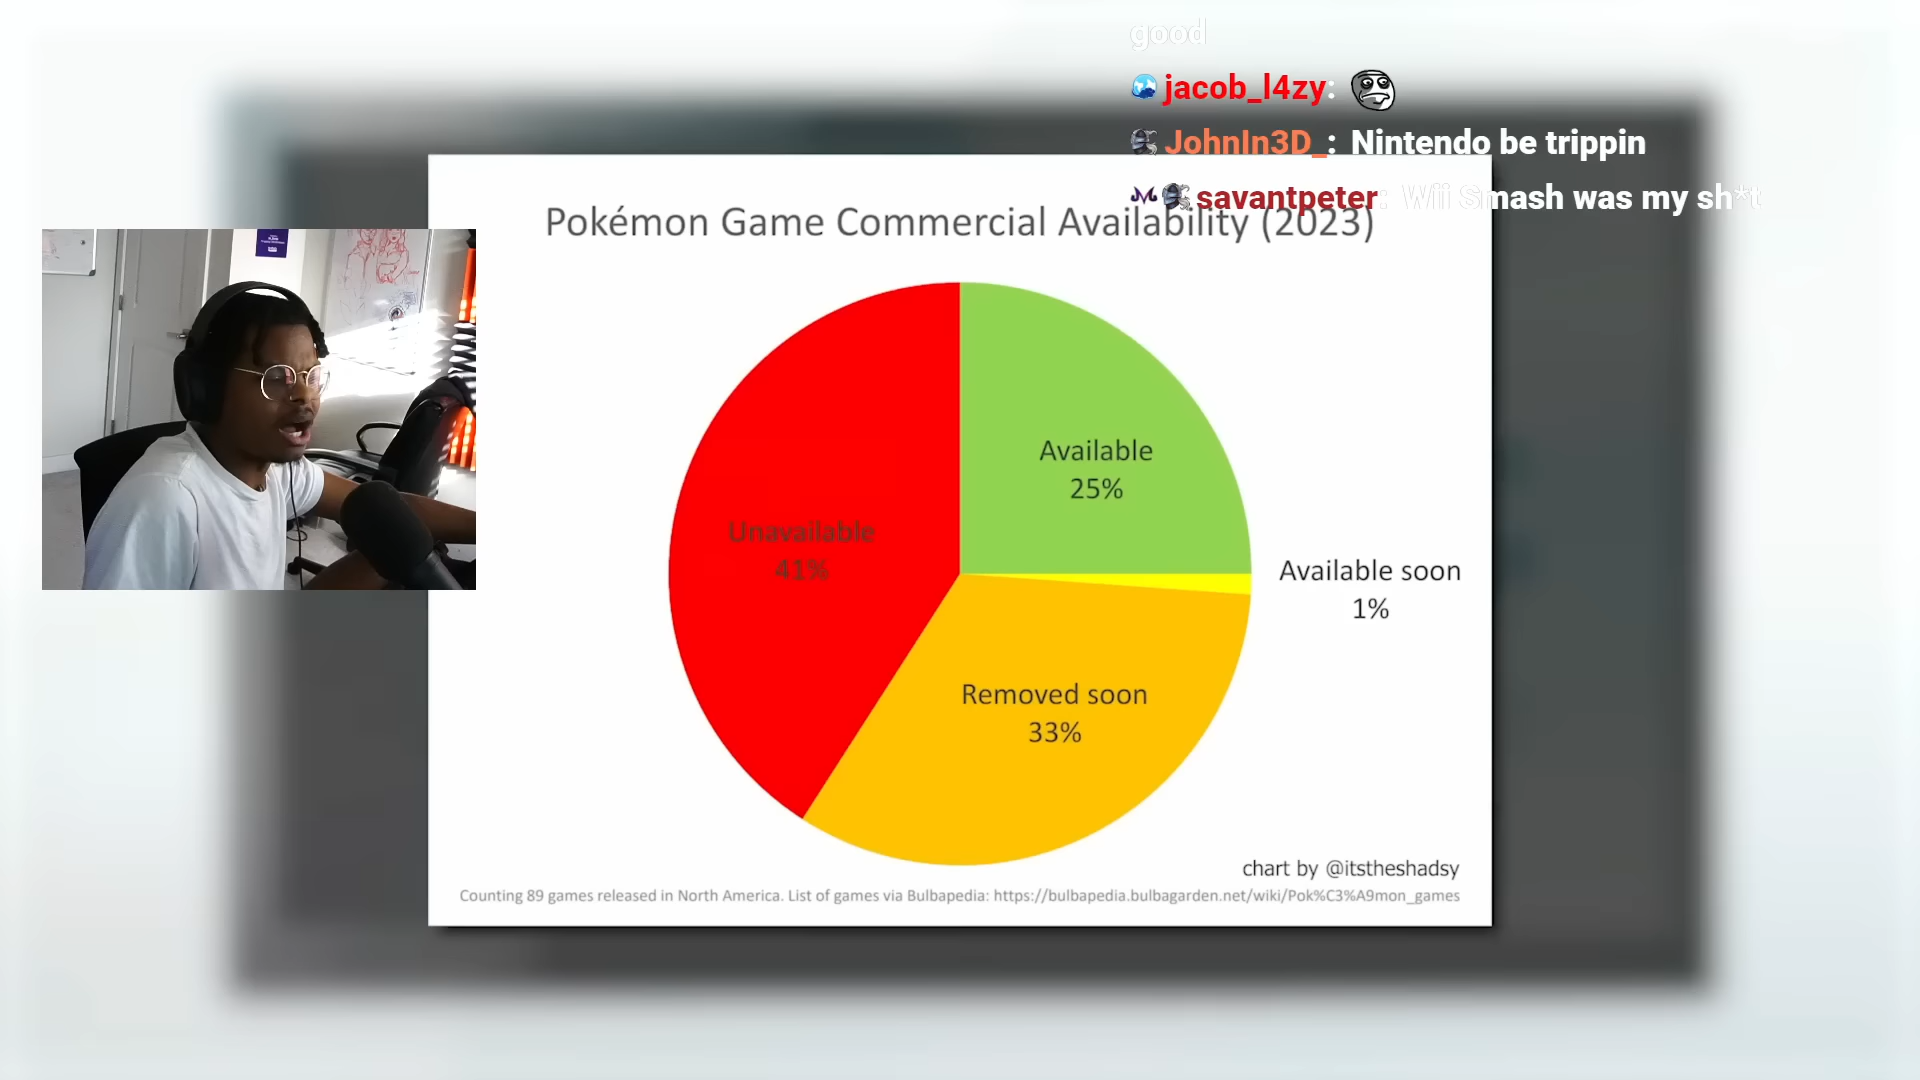 good
jacob_l4zy:
JohnIn3D_: Nintendo be trippin
savantpeter: Wii Smash was my sh*t
Pokémon Game Commercial Availability (2023)
Available
25%
Unavailable
41%
Available soon
1%
Removed soon
33%
chart by @itstheshadsy
Counting 89 games released in North America. List of games via Bulbapedia: https://bulbapedia.bulbagarden.net/wiki/Pok%C3%A9mon_games